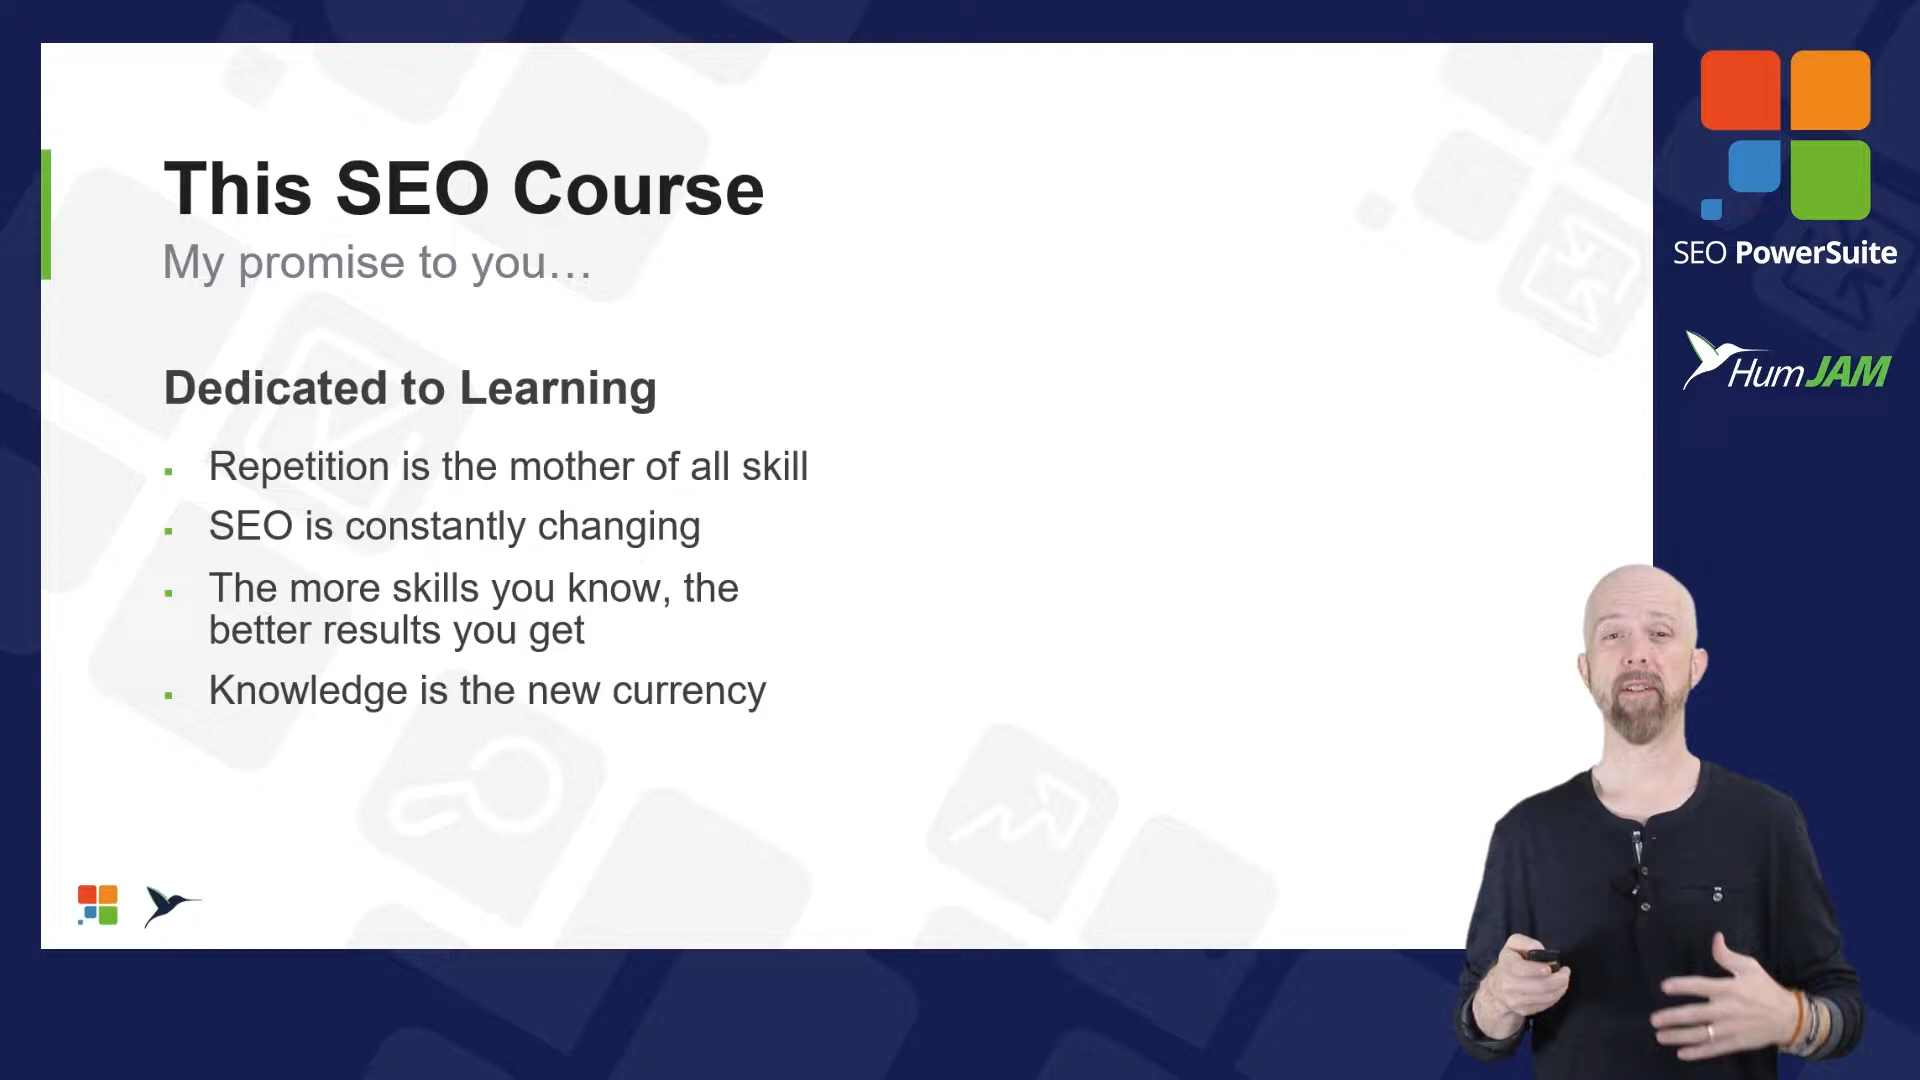 This SEO Course
My promise to you…
Dedicated to Learning
Repetition is the mother of all skill
SEO is constantly changing
The more skills you know, the
better results you get
Knowledge is the new currency
SEO PowerSuite
HumJAM